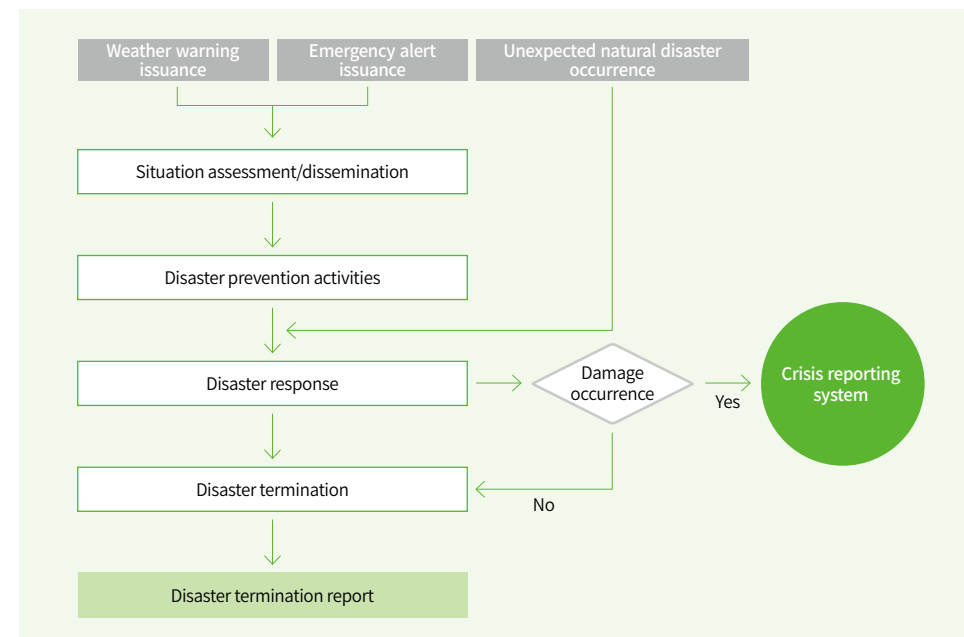 Weather warning
issuance
Emergency alert
issuance
Unexpected natural disaster
occurrence
Situation assessment/dissemination
Disaster prevention activities
Disaster response
Damage
occurrence
Yes
Crisis reporting
system
Disaster termination
No
Disaster termination report